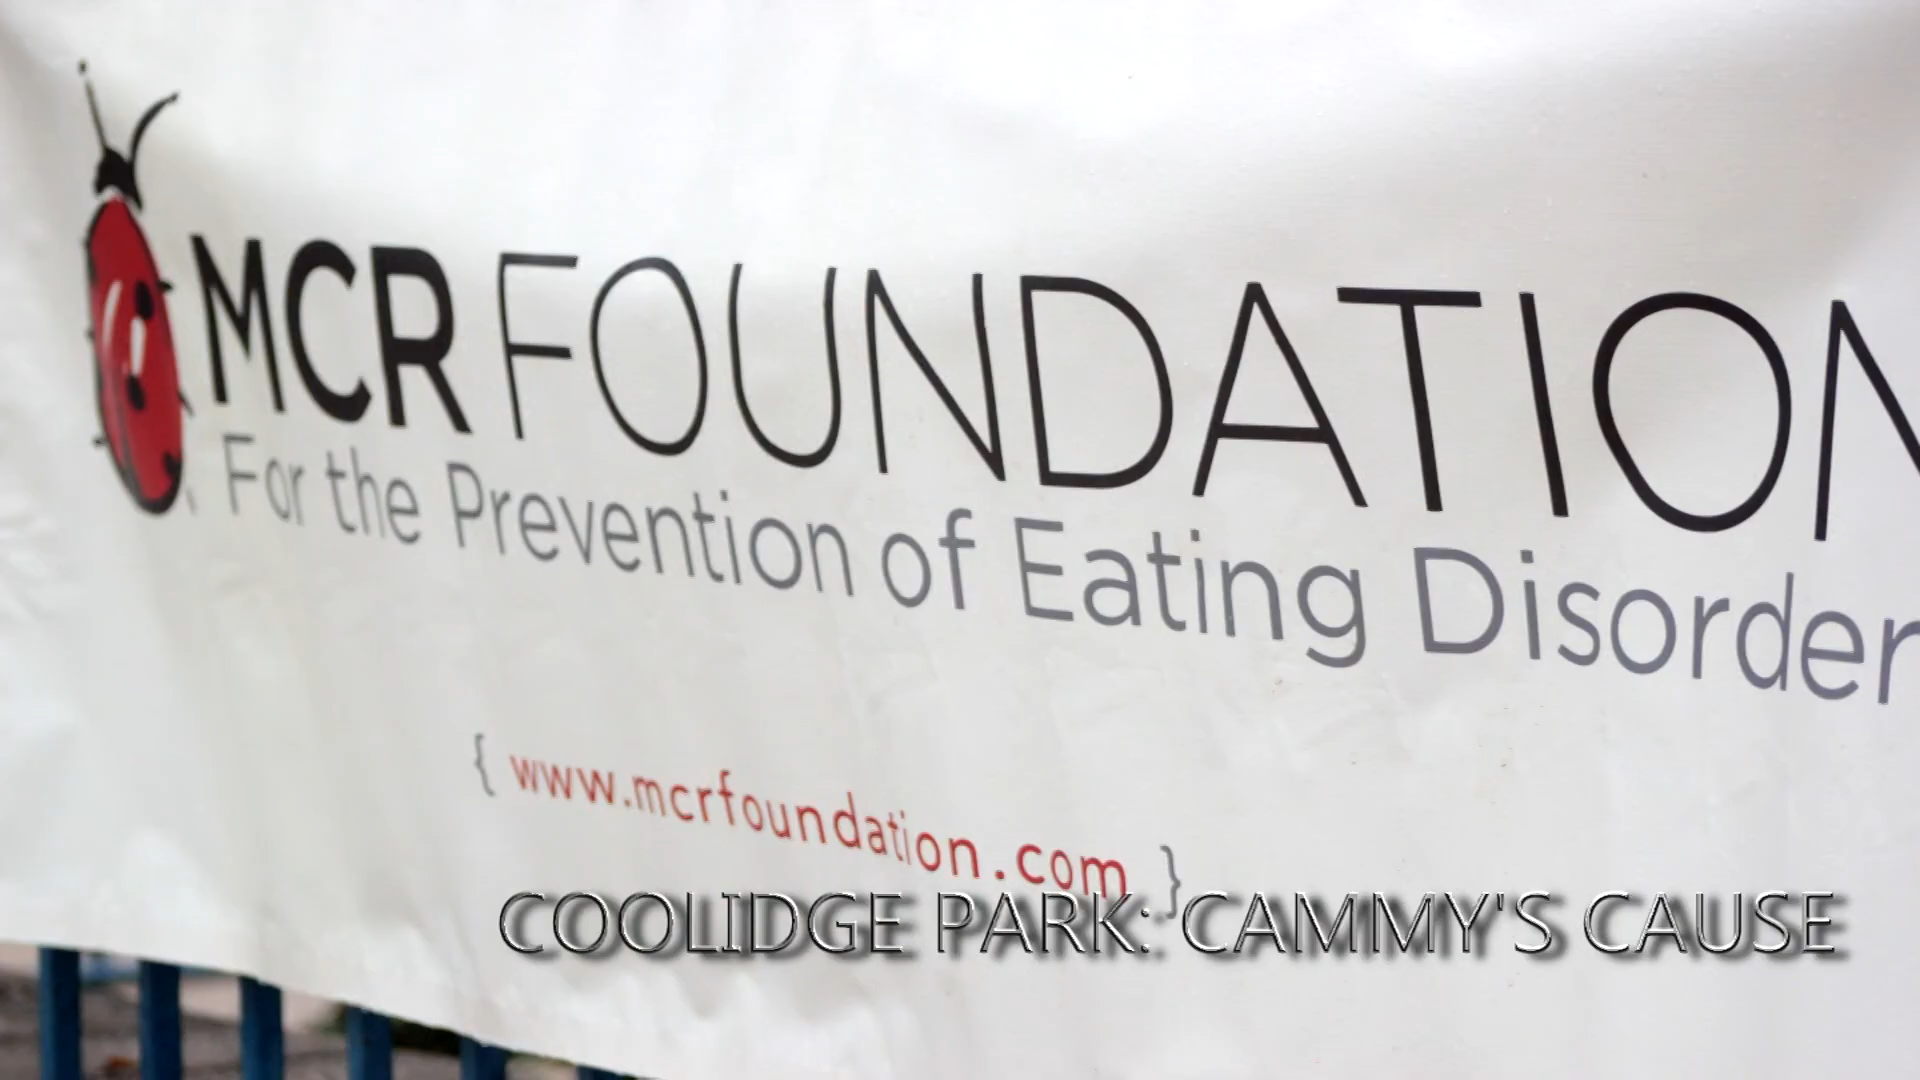 MCR FOUNDATION
For the Prevention of Eating Disorder
{ www.mcrfoundation.com }
COOLIDGE PARK: CAMMY'S CAUSE